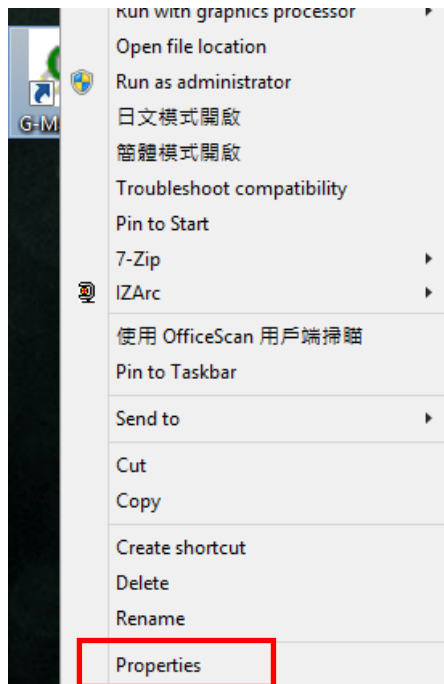 Run with graphics processor
Open file location
Run as administrator
日文模式開啟
簡體模式開啟
Troubleshoot compatibility
Pin to Start
7-Zip
IZArc
使用 OfficeScan 用戶端掃瞄
Pin to Taskbar
Send to
Cut
Copy
Create shortcut
Delete
Rename
Properties